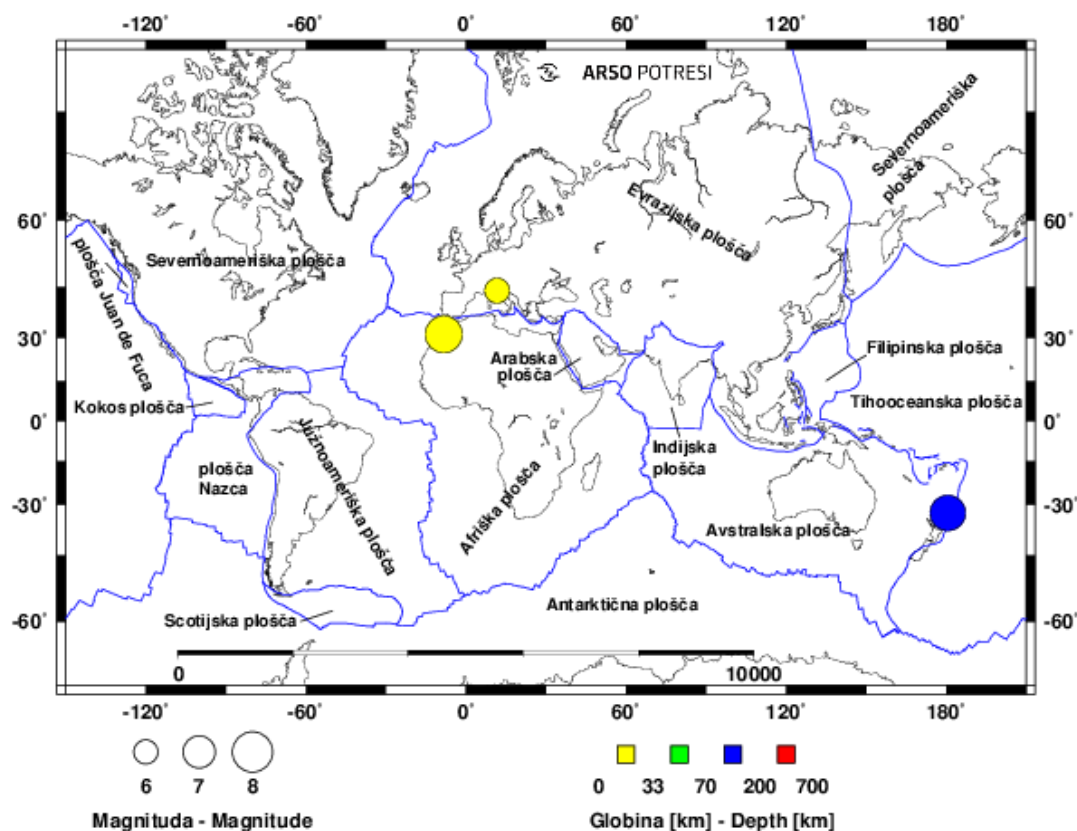 -120° -60° 0° 60° 120° 180°
ARSO POTRESI
Severnoameriška
plošča
Evrazijska plošča
60° 60°
Severnoameriška plošča
plošča Juan de Fuca
30° 30°
Arabska
plošča
Filipinska plošča
Kokos plošča
Tihooceanska plošča
0° 0°
Južnoameriška plošča
Indijska
plošča
plošča
Nazca
Afriška plošča
-30° -30°
Avstralska plošča
Antarktična plošča
Scotijska plošča
-60° -60°
0 10000
-120° -60° 0° 60° 120° 180°
6 7 8
0 33 70 200 700
Magnituda - Magnitude
Globina [km] - Depth [km]